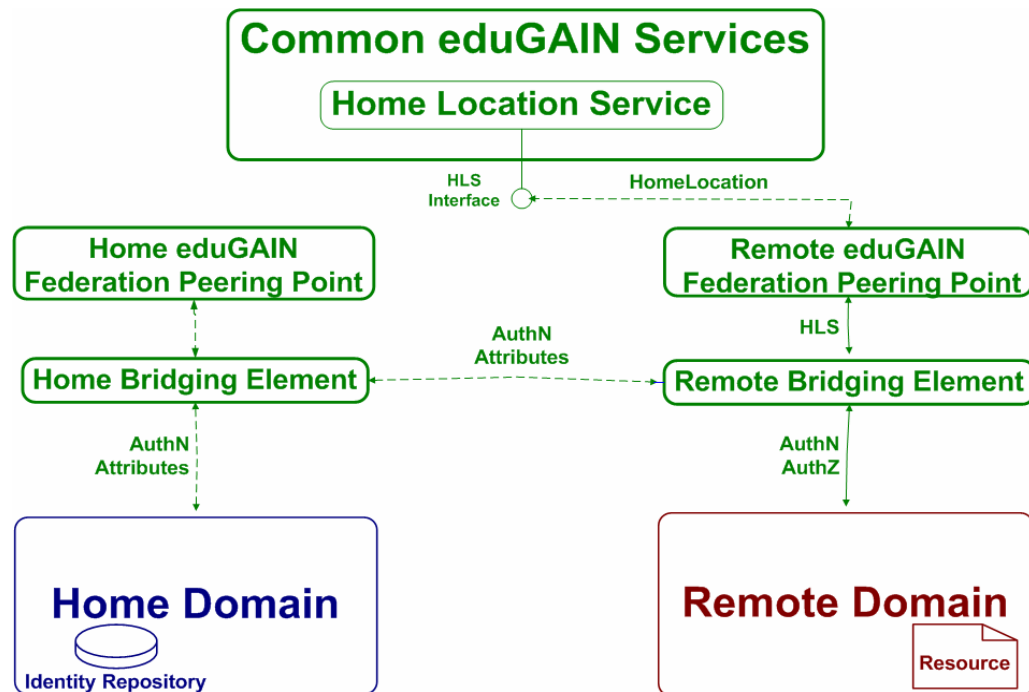 Common eduGAIN Services
Home Location Service
HLS
Interface
HomeLocation
Home eduGAIN
Federation Peering Point
Remote eduGAIN
Federation Peering Point
HLS
AuthN
Attributes
Home Bridging Element
Remote Bridging Element
AuthN
Attributes
AuthN
AuthZ
Home Domain
Identity Repository
Remote Domain
Resource